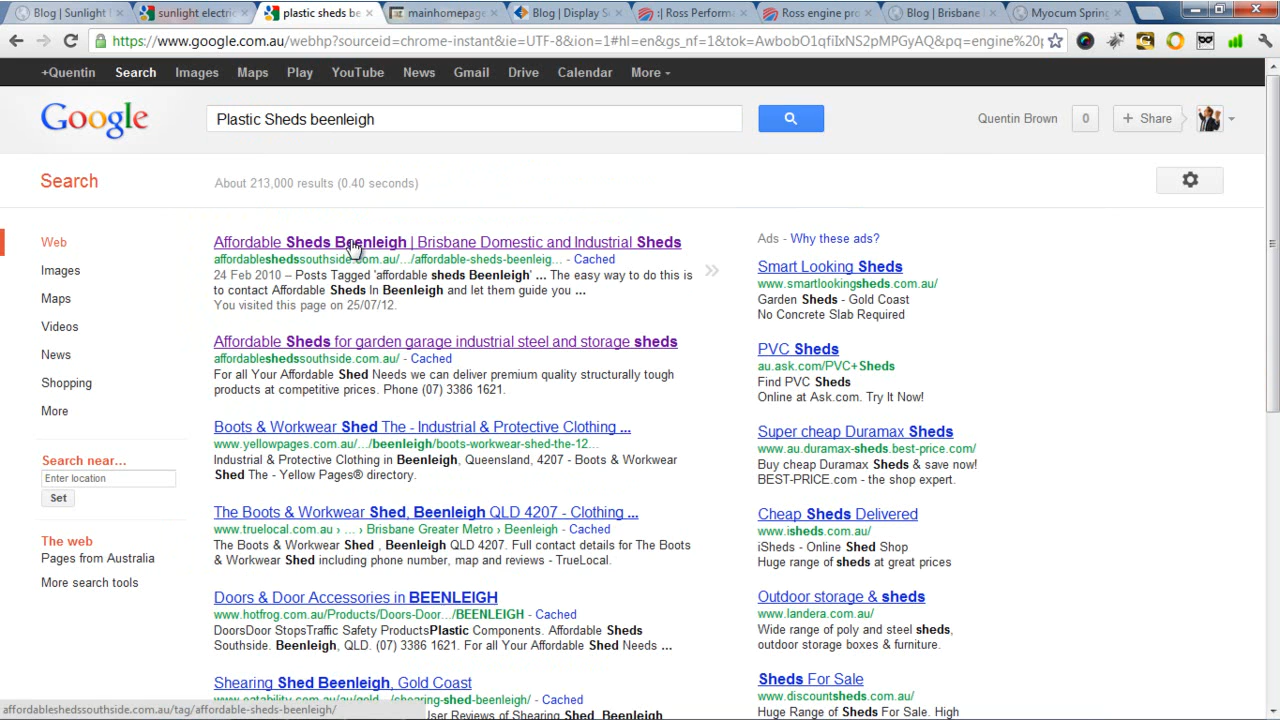 Blog | Sunlight
sunlight electric
plastic sheds be
mainhomepage
Blog | Display S
:| Ross Performa
Ross engine pro
Blog | Brisbane
Myocum Spring
https://www.google.com.au/webhp?sourceid=chrome-instant&ie=UTF-8&ion=1#hl=en&gs_nf=1&tok=AwbobO1qfiIxNS2pMPGyAQ&pq=engine%20p
+Quentin Search Images Maps Play YouTube News Gmail Drive Calendar More
Google
Plastic Sheds beenleigh
Quentin Brown
0
+ Share
Search
About 213,000 results (0.40 seconds)
Web
Images
Maps
Videos
News
Shopping
More
Search near...
Enter location
Set
The web
Pages from Australia
More search tools
Affordable Sheds Beenleigh | Brisbane Domestic and Industrial Sheds
affordableshedssouthside.com.au/.../affordable-sheds-beenleig... - Cached
24 Feb 2010 – Posts Tagged 'affordable sheds Beenleigh' ... The easy way to do this is
to contact Affordable Sheds In Beenleigh and let them guide you ...
You visited this page on 25/07/12.
Affordable Sheds for garden garage industrial steel and storage sheds
affordableshedssouthside.com.au/ - Cached
For all Your Affordable Shed Needs we can deliver premium quality structurally tough
products at competitive prices. Phone (07) 3386 1621.
Boots & Workwear Shed The - Industrial & Protective Clothing ...
www.yellowpages.com.au/.../beenleigh/boots-workwear-shed-the-12...
Industrial & Protective Clothing in Beenleigh, Queensland, 4207 - Boots & Workwear
Shed The - Yellow Pages® directory.
The Boots & Workwear Shed, Beenleigh QLD 4207 - Clothing ...
www.truelocal.com.au › ... › Brisbane Greater Metro › Beenleigh - Cached
The Boots & Workwear Shed , Beenleigh QLD 4207. Full contact details for The Boots
& Workwear Shed including phone number, map and reviews - TrueLocal.
Doors & Door Accessories in BEENLEIGH
www.hotfrog.com.au/Products/Doors-Door.../BEENLEIGH - Cached
DoorsDoor StopsTraffic Safety ProductsPlastic Components. Affordable Sheds
Southside. Beenleigh, QLD. (07) 3386 1621. For all Your Affordable Shed Needs ...
Shearing Shed Beenleigh, Gold Coast
www.eatability.com.au/au/gold.../shearing-shed-beenleigh/ - Cached
User Reviews of Shearing Shed, Beenleigh
Ads - Why these ads?
Smart Looking Sheds
www.smartlookingsheds.com.au/
Garden Sheds - Gold Coast
No Concrete Slab Required
PVC Sheds
au.ask.com/PVC+Sheds
Find PVC Sheds
Online at Ask.com. Try It Now!
Super cheap Duramax Sheds
www.au.duramax-sheds.best-price.com/
Buy cheap Duramax Sheds & save now!
BEST-PRICE.com - the shop expert.
Cheap Sheds Delivered
www.isheds.com.au/
iSheds - Online Shed Shop
Huge range of sheds at great prices
Outdoor storage & sheds
www.landera.com.au/
Wide range of poly and steel sheds,
outdoor storage boxes & furniture.
Sheds For Sale
www.discountsheds.com.au/
Huge Range of Sheds For Sale. High
affordableshedssouthside.com.au/tag/affordable-sheds-beenleigh/